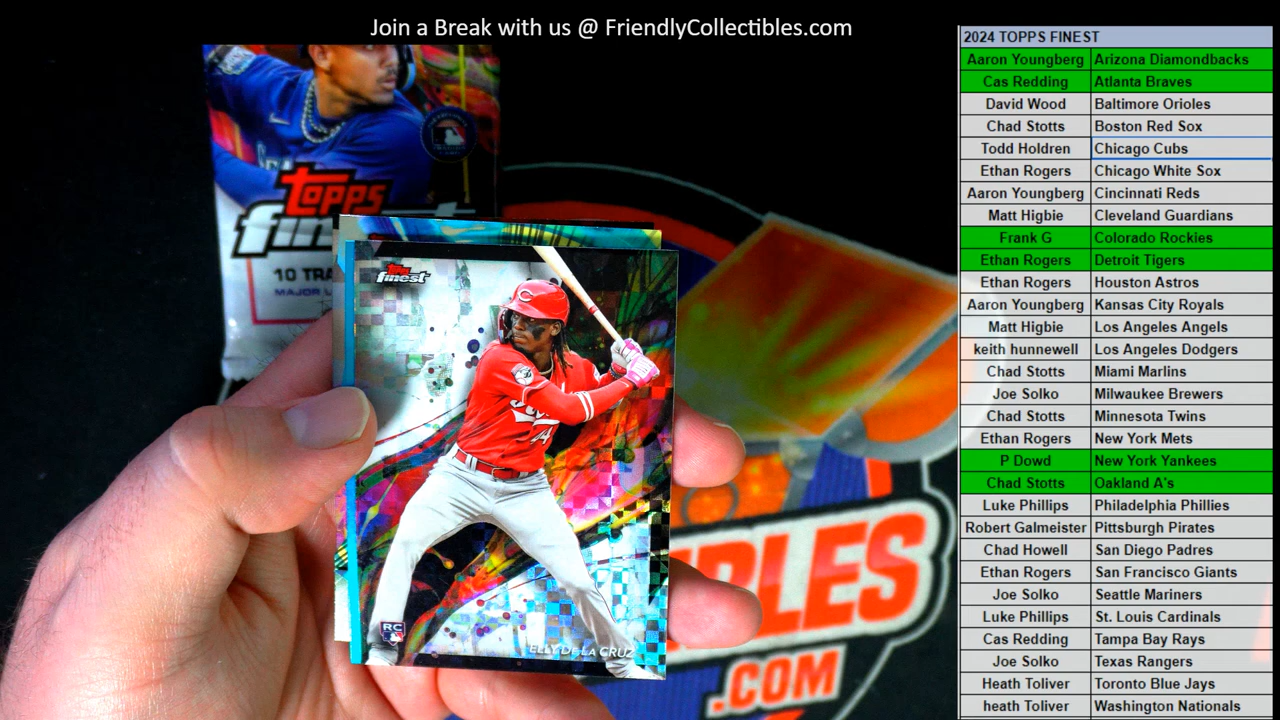 Join a Break with us @ FriendlyCollectibles.com
2024 TOPPS FINEST
Aaron Youngberg Arizona Diamondbacks
Cas Redding Atlanta Braves
David Wood Baltimore Orioles
Chad Stotts Boston Red Sox
Todd Holdren Chicago Cubs
Ethan Rogers Chicago White Sox
Aaron Youngberg Cincinnati Reds
Matt Higbie Cleveland Guardians
Frank G Colorado Rockies
Ethan Rogers Detroit Tigers
Ethan Rogers Houston Astros
Aaron Youngberg Kansas City Royals
Matt Higbie Los Angeles Angels
keith hunnewell Los Angeles Dodgers
Chad Stotts Miami Marlins
Joe Solko Milwaukee Brewers
Chad Stotts Minnesota Twins
Ethan Rogers New York Mets
P Dowd New York Yankees
Chad Stotts Oakland A's
Luke Phillips Philadelphia Phillies
Robert Galmeister Pittsburgh Pirates
Chad Howell San Diego Padres
Ethan Rogers San Francisco Giants
Joe Solko Seattle Mariners
Luke Phillips St. Louis Cardinals
Cas Redding Tampa Bay Rays
Joe Solko Texas Rangers
Heath Toliver Toronto Blue Jays
heath Toliver Washington Nationals
topps
10 TRA
MAJOR
topps
finest
C
RC
ELLY DE LA CRUZ
BLES
.COM